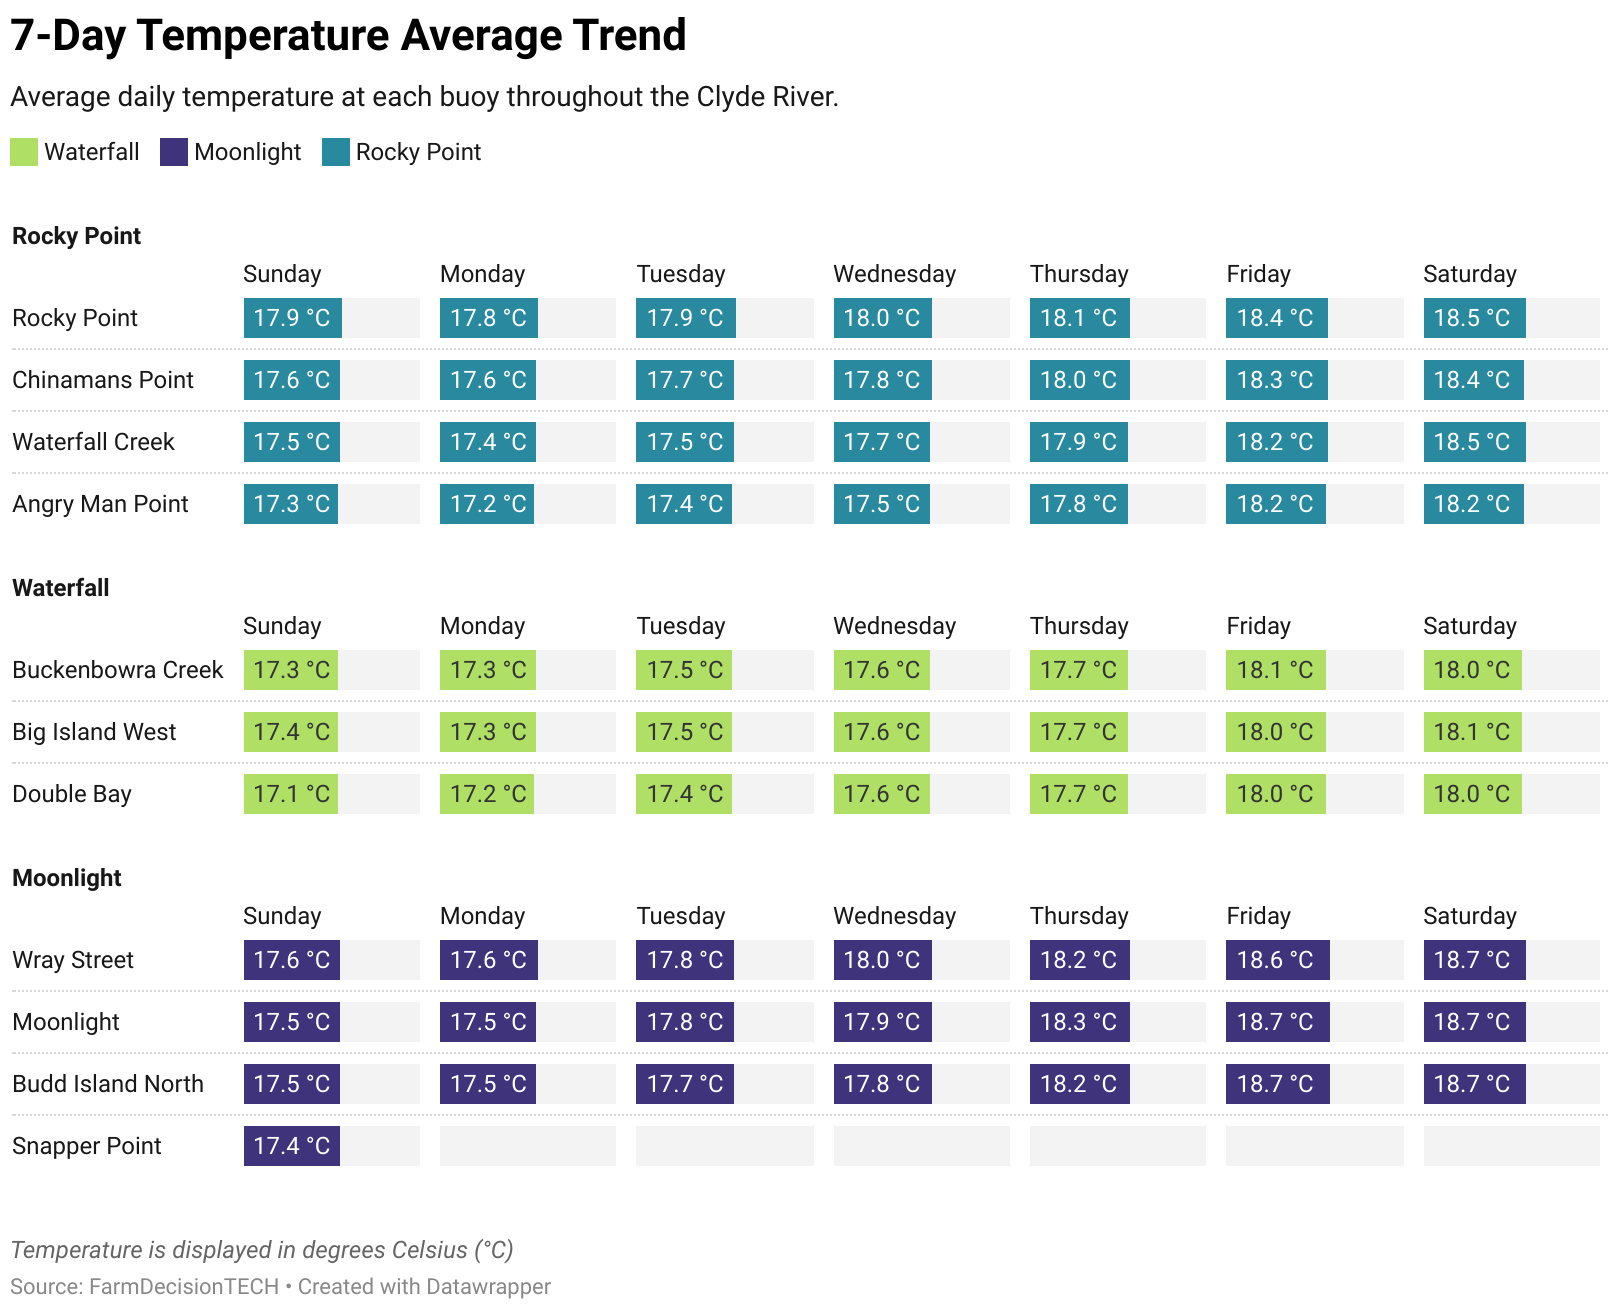 7-Day Temperature Average Trend
Average daily temperature at each buoy throughout the Clyde River.
Waterfall Moonlight Rocky Point
Rocky Point
Sunday Monday Tuesday Wednesday Thursday Friday Saturday
Rocky Point 17.9 °C 17.8 °C 17.9 °C 18.0 °C 18.1 °C 18.4 °C 18.5 °C
Chinamans Point 17.6 °C 17.6 °C 17.7 °C 17.8 °C 18.0 °C 18.3 °C 18.4 °C
Waterfall Creek 17.5 °C 17.4 °C 17.5 °C 17.7 °C 17.9 °C 18.2 °C 18.5 °C
Angry Man Point 17.3 °C 17.2 °C 17.4 °C 17.5 °C 17.8 °C 18.2 °C 18.2 °C
Waterfall
Sunday Monday Tuesday Wednesday Thursday Friday Saturday
Buckenbowra Creek 17.3 °C 17.3 °C 17.5 °C 17.6 °C 17.7 °C 18.1 °C 18.0 °C
Big Island West 17.4 °C 17.3 °C 17.5 °C 17.6 °C 17.7 °C 18.0 °C 18.1 °C
Double Bay 17.1 °C 17.2 °C 17.4 °C 17.6 °C 17.7 °C 18.0 °C 18.0 °C
Moonlight
Sunday Monday Tuesday Wednesday Thursday Friday Saturday
Wray Street 17.6 °C 17.6 °C 17.8 °C 18.0 °C 18.2 °C 18.6 °C 18.7 °C
Moonlight 17.5 °C 17.5 °C 17.8 °C 17.9 °C 18.3 °C 18.7 °C 18.7 °C
Budd Island North 17.5 °C 17.5 °C 17.7 °C 17.8 °C 18.2 °C 18.7 °C 18.7 °C
Snapper Point 17.4 °C
Temperature is displayed in degrees Celsius (°C)
Source: FarmDecisionTECH • Created with Datawrapper